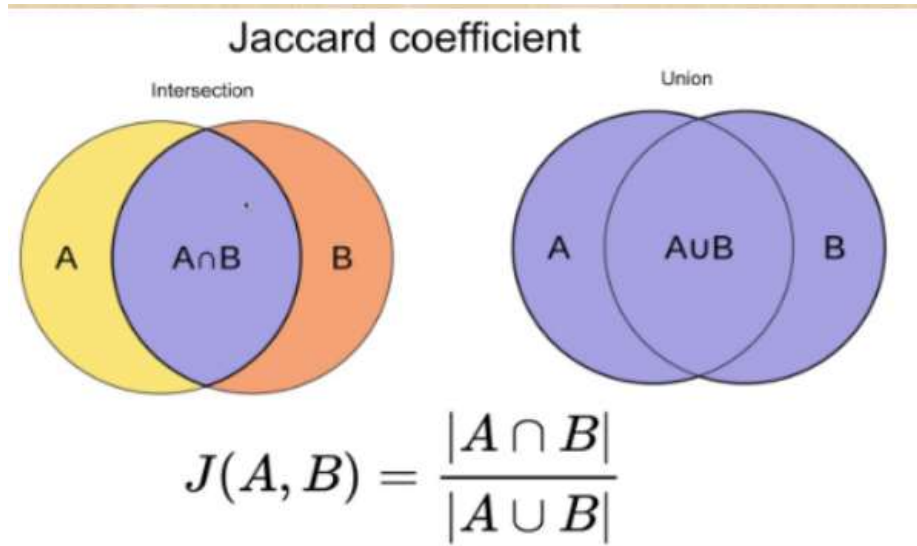 Jaccard coefficient
Intersection
Union
A A∩B B
A A∪B B
J(A, B) = |A ∩ B| / |A ∪ B|